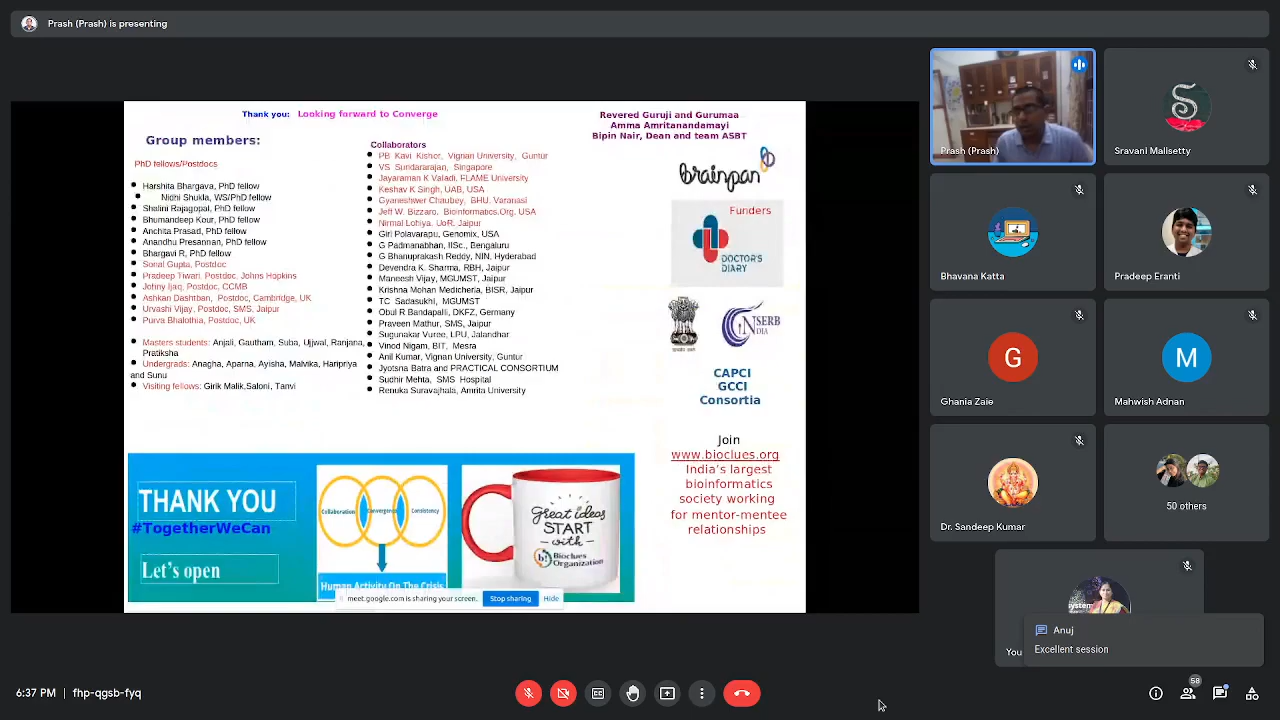 Prash (Prash) is presenting
Thank you: Looking forward to Converge
Group members:
PhD fellows/Postdocs
Harshita Bhargava, PhD fellow
Nidhi Shukla, WS/PhD fellow
Shalini Rajagopal, PhD fellow
Bhumandeep Kour, PhD fellow
Anchita Prasad, PhD fellow
Anandhu Presannan, PhD fellow
Bhargavi R, PhD fellow
Sonal Gupta, Postdoc
Pradeep Tiwari, Postdoc, Johns Hopkins
Johny Ijaq, Postdoc, CCMB
Ashkan Dashtban, Postdoc, Cambridge, UK
Urvashi Vijay, Postdoc, SMS, Jaipur
Purva Bhalothia, Postdoc, UK
Masters students: Anjali, Gautham, Suba, Ujjwal, Ranjana,
Pratiksha
Undergrads: Anagha, Aparna, Ayisha, Malvika, Haripriya
and Sunu
Visiting fellows: Girik Malik,Saloni, Tanvi
Collaborators
PB Kavi Kishor, Vignan University, Guntur
VS Sundararajan, Singapore
Jayaraman K Valadi, FLAME University
Keshav K Singh, UAB, USA
Gyaneshwer Chaubey, BHU, Varanasi
Jeff W. Bizzaro, Bioinformatics.Org, USA
Nirmal Lohiya, UoR, Jaipur
Giri Polavarapu, Genomix, USA
G Padmanabhan, IISc., Bengaluru
G Bhanuprakash Reddy, NIN, Hyderabad
Devendra K. Sharma, RBH, Jaipur
Maneesh Vijay, MGUMST, Jaipur
Krishna Mohan Medicherla, BISR, Jaipur
TC Sadasukhi, MGUMST
Obul R Bandapalli, DKFZ, Germany
Praveen Mathur, SMS, Jaipur
Sugunakar Vuree, LPU, Jalandhar
Vinod Nigam, BIT, Mesra
Anil Kumar, Vignan University, Guntur
Jyotsna Batra and PRACTICAL CONSORTIUM
Sudhir Mehta, SMS Hospital
Renuka Suravajhala, Amrita University
Revered Guruji and Gurumaa
Amma Amritanandamayi
Bipin Nair, Dean and team ASBT
brainpan
Funders
DOCTOR'S
DIARY
SERB
INDIA
CAPCI
GCCI
Consortia
Join
www.bioclues.org
India's largest
bioinformatics
society working
for mentor-mentee
relationships
THANK YOU
#TogetherWeCan
Let's open
Collaboration
Convergence
Consistency
Human Activity On The Crisis
Great ideas
START
with
Bioclues
Organization
meet.google.com is sharing your screen.
Stop sharing
Hide
Prash (Prash)
Sravani Malisetty
Bhavana Katta
Pradeep Eranti
G
Ghania Zaie
M
Mahwish Adnan
Dr Sandeep Kumar
50 others
You
Anuj
Excellent session
6:37 PM | fhp-qgsb-fyq
58